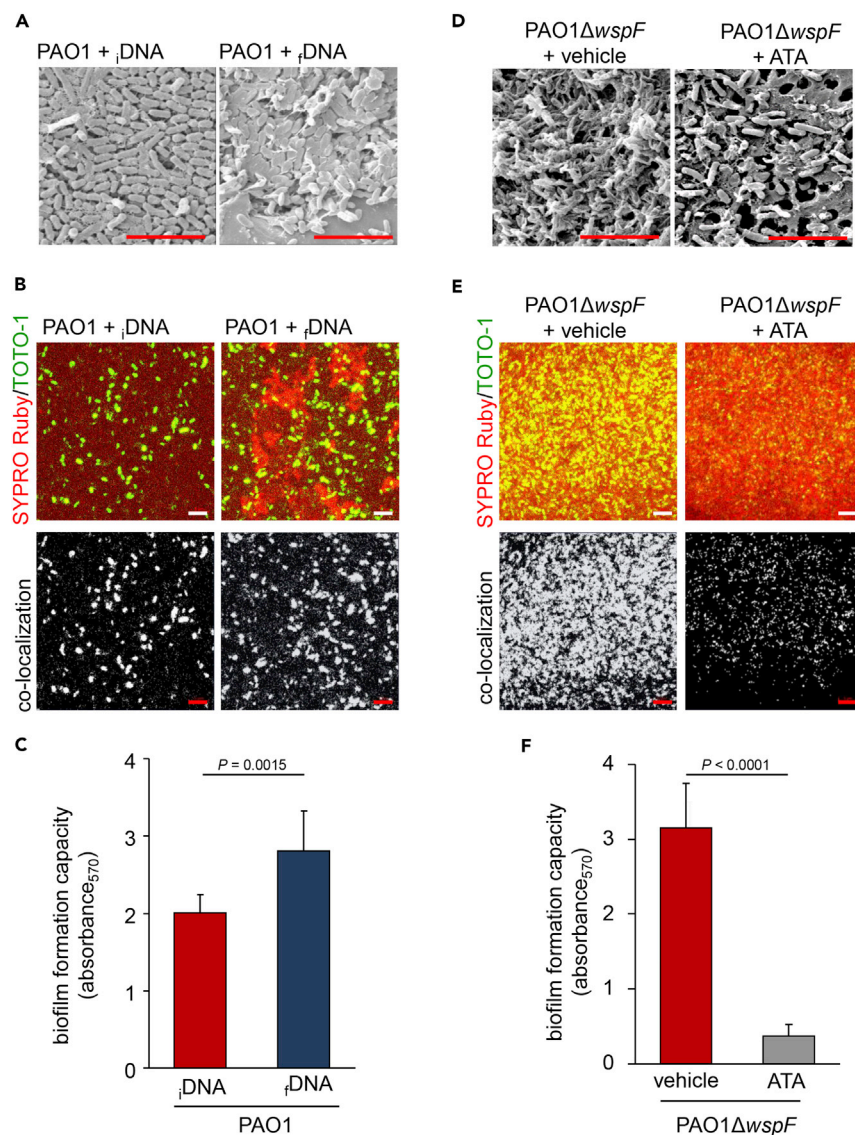 A
PAO1 + iDNA
PAO1 + fDNA
B
PAO1 + iDNA
PAO1 + fDNA
SYPRO Ruby/TOTO-1
co-localization
C
P = 0.0015
biofilm formation capacity
(absorbance570)
4
3
2
1
0
iDNA
fDNA
PAO1
D
PAO1ΔwspF
+ vehicle
PAO1ΔwspF
+ ATA
E
PAO1ΔwspF
+ vehicle
PAO1ΔwspF
+ ATA
SYPRO Ruby/TOTO-1
co-localization
F
P < 0.0001
biofilm formation capacity
(absorbance570)
4
3
2
1
0
vehicle
ATA
PAO1ΔwspF